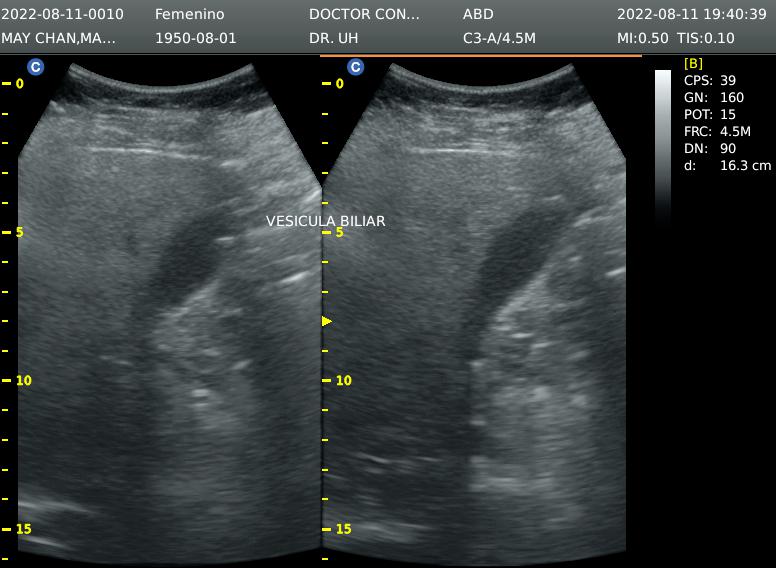 2022-08-11-0010 Femenino DOCTOR CON... ABD 2022-08-11 19:40:39
MAY CHAN,MA... 1950-08-01 DR. UH C3-A/4.5M MI:0.50 TIS:0.10
C C [B]
0 0 CPS: 39
GN: 160
POT: 15
FRC: 4.5M
DN: 90
d: 16.3 cm
VESICULA BILIAR
5 5
10 10
15 15